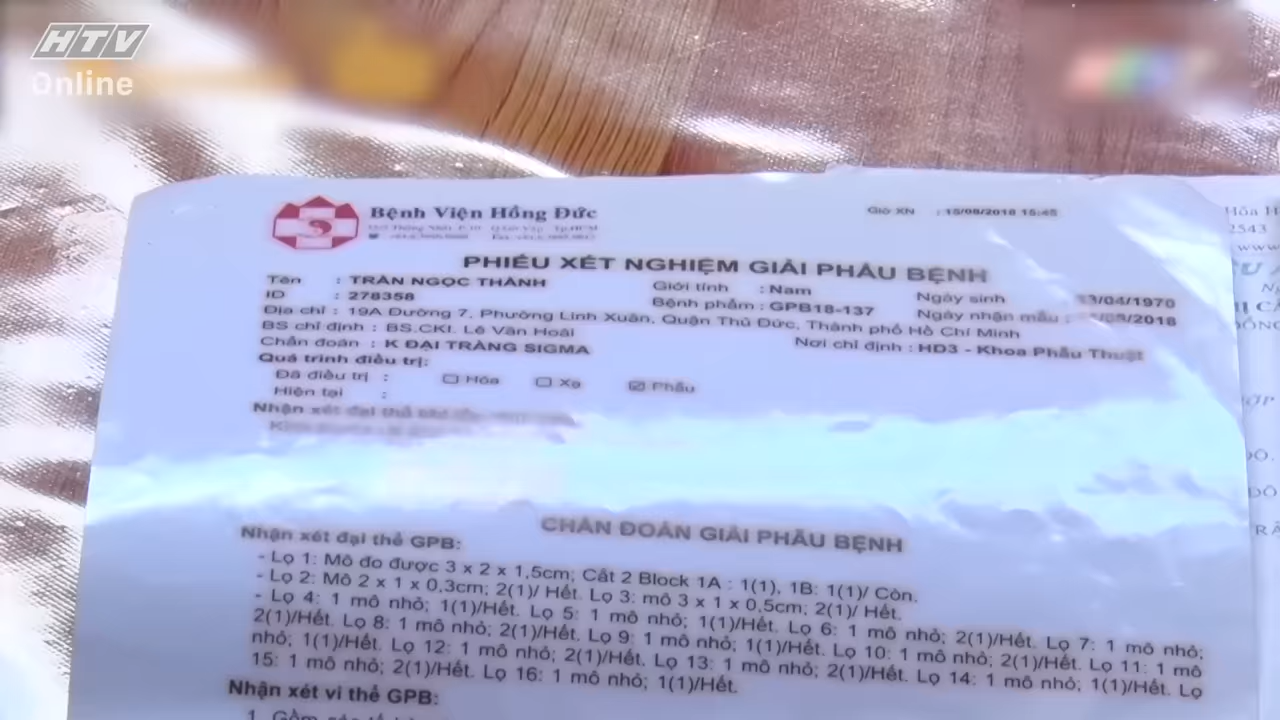 HTV
Online
Bệnh Viện Hồng Đức
Giờ XN : 15/08/2018 15:45
PHIẾU XÉT NGHIỆM GIẢI PHẪU BỆNH
Tên : TRẦN NGỌC THÀNH Giới tính : Nam Ngày sinh 3/04/1970
ID : 278358 Bệnh phẩm : GPB18-137 Ngày nhận mẫu : /2018
Địa chỉ : 19A Đường 7, Phường Linh Xuân, Quận Thủ Đức, Thành phố Hồ Chí Minh
BS chỉ định : BS.CKI. Lê Văn Hoài Nơi chỉ định : HD3 - Khoa Phẫu Thuật
Chẩn đoán : K ĐẠI TRÀNG SIGMA
Quá trình điều trị:
Đã điều trị : Hóa Xạ Phẫu
Hiện tại :
Nhận xét đại thể
CHẨN ĐOÁN GIẢI PHẪU BỆNH
Nhận xét đại thể GPB:
- Lọ 1: Mô đo được 3 x 2 x 1,5cm; Cắt 2 Block 1A : 1(1), 1B: 1(1)/ Còn.
- Lọ 2: Mô 2 x 1 x 0,3cm; 2(1)/ Hết. Lọ 3: mô 3 x 1 x 0,5cm; 2(1)/ Hết.
- Lọ 4: 1 mô nhỏ; 1(1)/Hết. Lọ 5: 1 mô nhỏ; 1(1)/Hết. Lọ 6: 1 mô nhỏ; 2(1)/Hết. Lọ 7: 1 mô nhỏ;
2(1)/Hết. Lọ 8: 1 mô nhỏ; 2(1)/Hết. Lọ 9: 1 mô nhỏ; 1(1)/Hết. Lọ 10: 1 mô nhỏ; 2(1)/Hết. Lọ 11: 1 mô
nhỏ; 1(1)/Hết. Lọ 12: 1 mô nhỏ; 2(1)/Hết. Lọ 13: 1 mô nhỏ; 2(1)/Hết. Lọ 14: 1 mô nhỏ; 1(1)/Hết. Lọ
15: 1 mô nhỏ; 2(1)/Hết. Lọ 16: 1 mô nhỏ; 1(1)/Hết.
Nhận xét vi thể GPB: